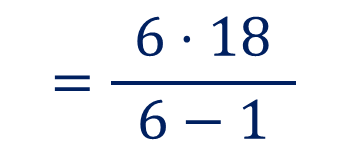 = 6 · 18
6 − 1